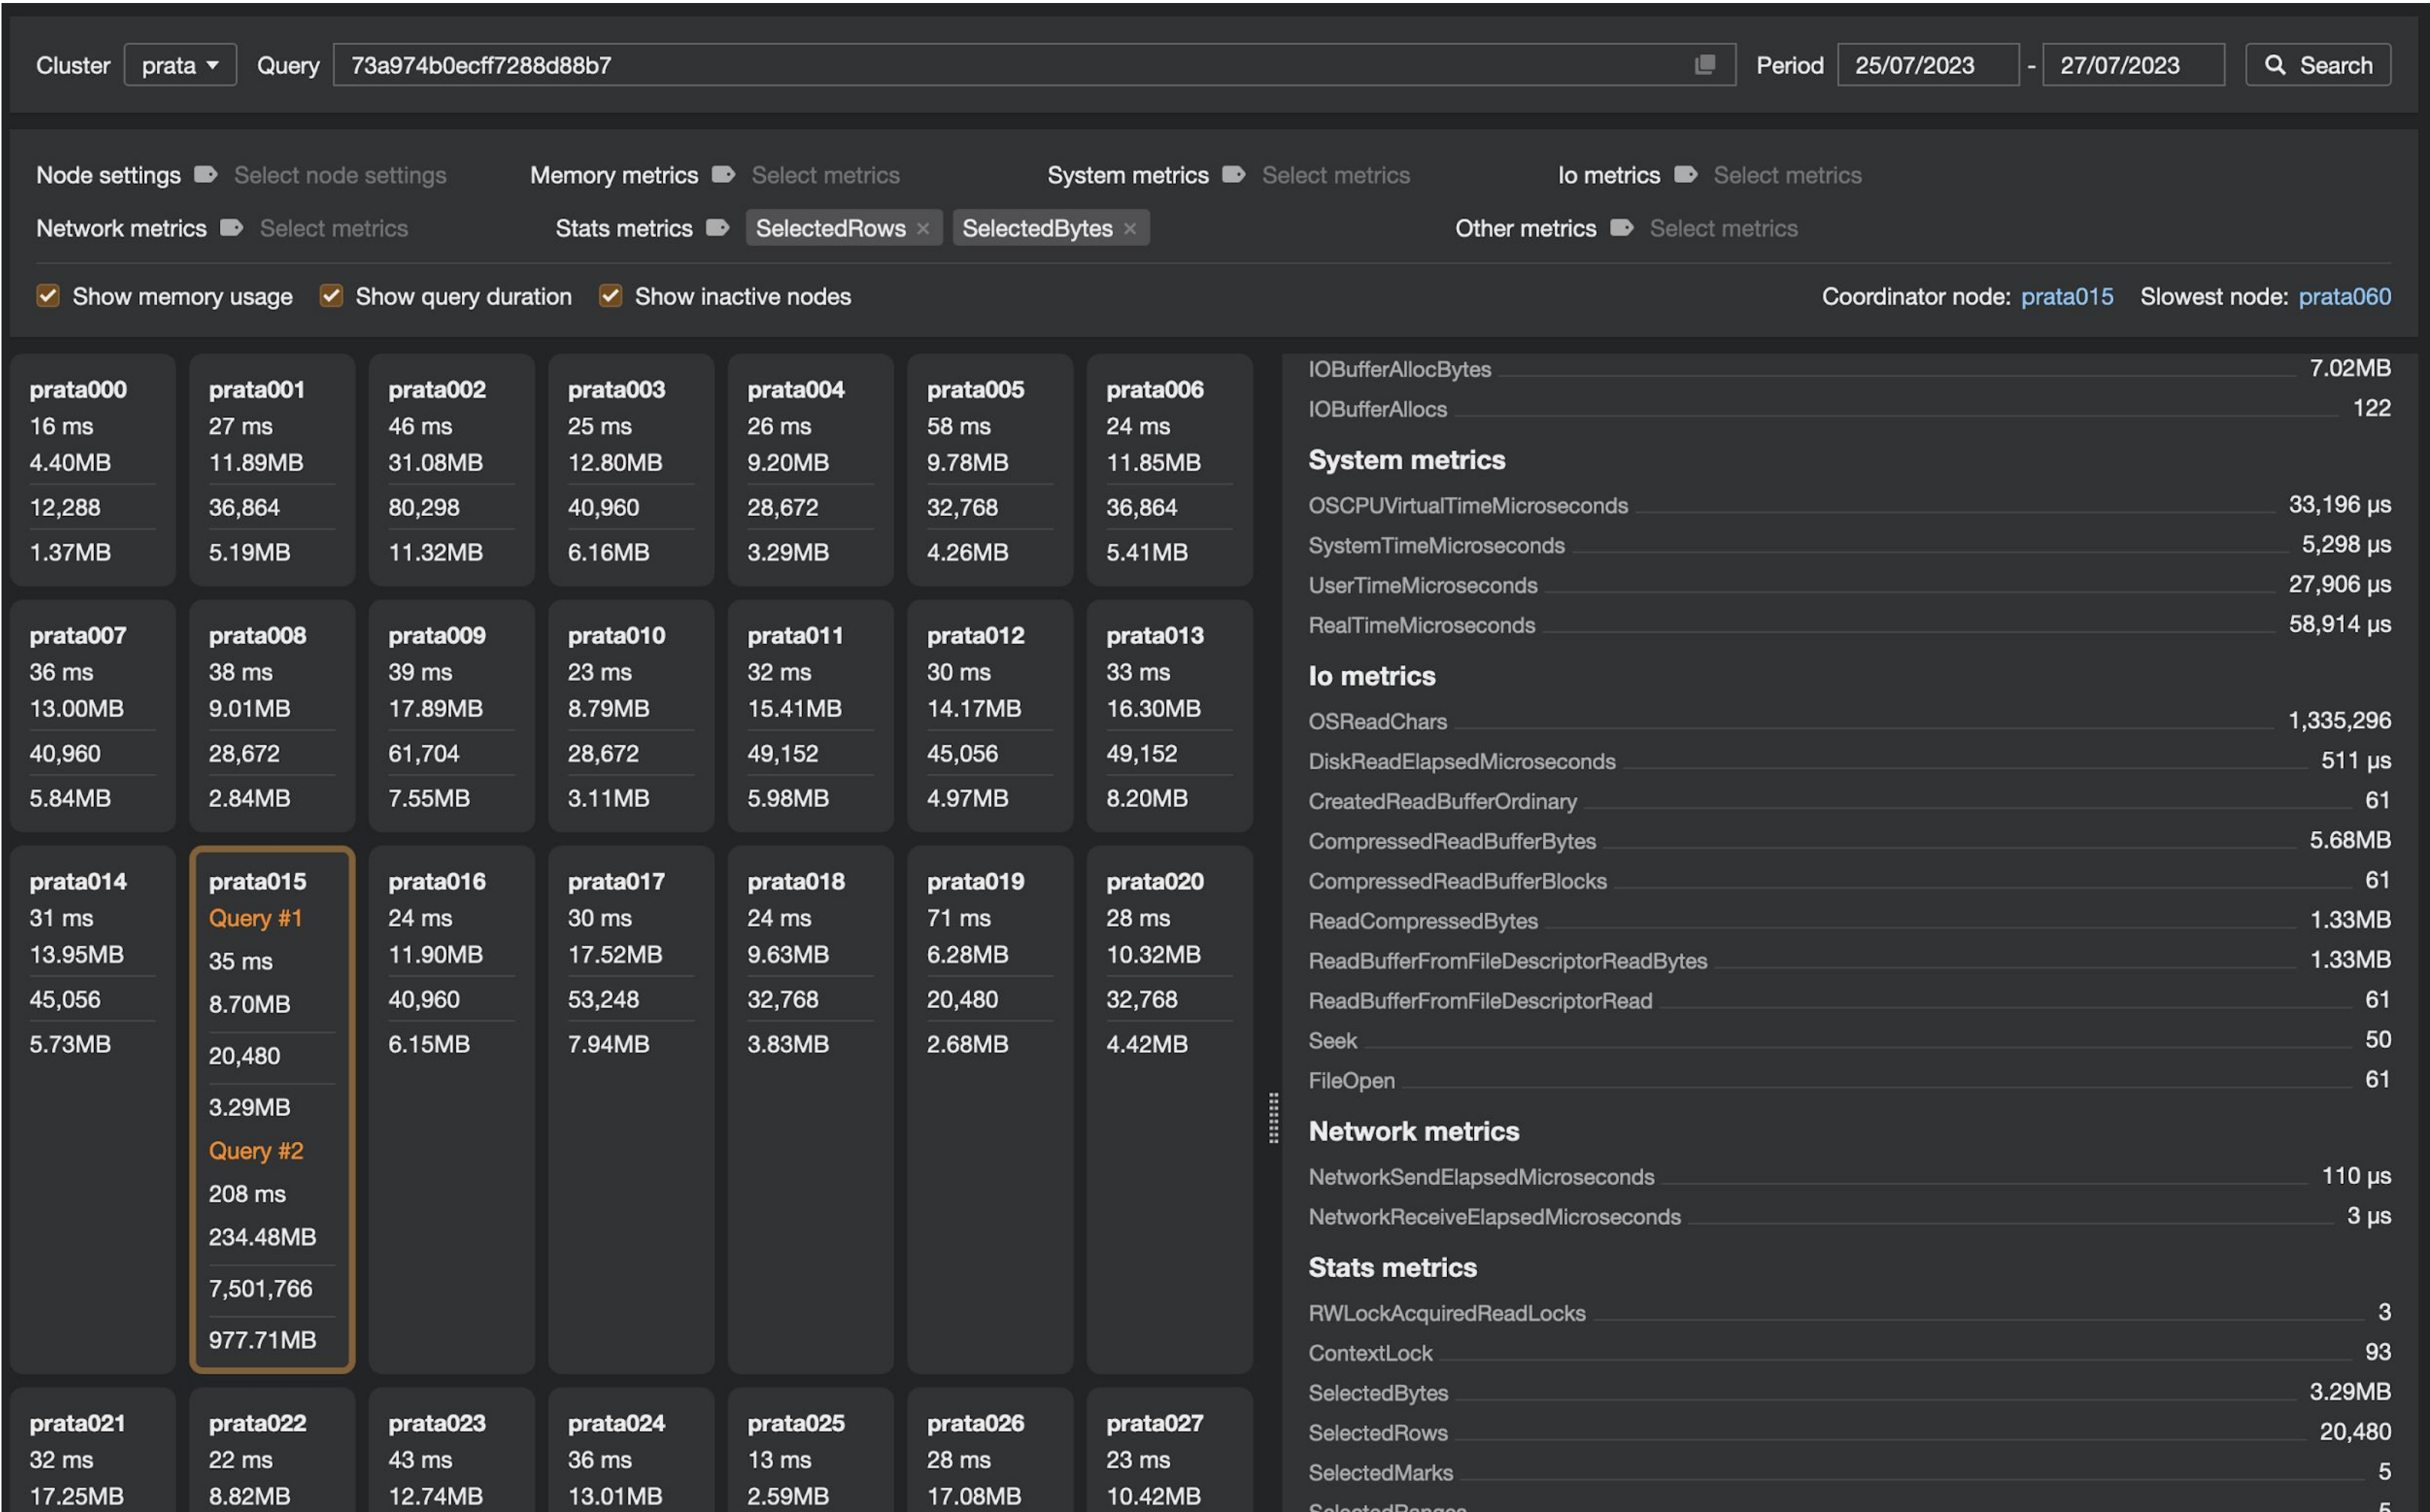 Cluster prata Query 73a974b0ecff7288d88b7 Period 25/07/2023 - 27/07/2023 Search
Node settings Select node settings Memory metrics Select metrics System metrics Select metrics Io metrics Select metrics
Network metrics Select metrics Stats metrics SelectedRows × SelectedBytes × Other metrics Select metrics
Show memory usage Show query duration Show inactive nodes Coordinator node: prata015 Slowest node: prata060
prata000 prata001 prata002 prata003 prata004 prata005 prata006
16 ms 27 ms 46 ms 25 ms 26 ms 58 ms 24 ms
4.40MB 11.89MB 31.08MB 12.80MB 9.20MB 9.78MB 11.85MB
12,288 36,864 80,298 40,960 28,672 32,768 36,864
1.37MB 5.19MB 11.32MB 6.16MB 3.29MB 4.26MB 5.41MB
prata007 prata008 prata009 prata010 prata011 prata012 prata013
36 ms 38 ms 39 ms 23 ms 32 ms 30 ms 33 ms
13.00MB 9.01MB 17.89MB 8.79MB 15.41MB 14.17MB 16.30MB
40,960 28,672 61,704 28,672 49,152 45,056 49,152
5.84MB 2.84MB 7.55MB 3.11MB 5.98MB 4.97MB 8.20MB
prata014 prata015 prata016 prata017 prata018 prata019 prata020
31 ms Query #1 24 ms 30 ms 24 ms 71 ms 28 ms
13.95MB 35 ms 11.90MB 17.52MB 9.63MB 6.28MB 10.32MB
45,056 8.70MB 40,960 53,248 32,768 20,480 32,768
5.73MB 20,480 6.15MB 7.94MB 3.83MB 2.68MB 4.42MB
3.29MB
Query #2
208 ms
234.48MB
7,501,766
977.71MB
prata021 prata022 prata023 prata024 prata025 prata026 prata027
32 ms 22 ms 43 ms 36 ms 13 ms 28 ms 23 ms
17.25MB 8.82MB 12.74MB 13.01MB 2.59MB 17.08MB 10.42MB
IOBufferAllocBytes 7.02MB
IOBufferAllocs 122
System metrics
OSCPUVirtualTimeMicroseconds 33,196 µs
SystemTimeMicroseconds 5,298 µs
UserTimeMicroseconds 27,906 µs
RealTimeMicroseconds 58,914 µs
Io metrics
OSReadChars 1,335,296
DiskReadElapsedMicroseconds 511 µs
CreatedReadBufferOrdinary 61
CompressedReadBufferBytes 5.68MB
CompressedReadBufferBlocks 61
ReadCompressedBytes 1.33MB
ReadBufferFromFileDescriptorReadBytes 1.33MB
ReadBufferFromFileDescriptorRead 61
Seek 50
FileOpen 61
Network metrics
NetworkSendElapsedMicroseconds 110 µs
NetworkReceiveElapsedMicroseconds 3 µs
Stats metrics
RWLockAcquiredReadLocks 3
ContextLock 93
SelectedBytes 3.29MB
SelectedRows 20,480
SelectedMarks 5
SelectedRanges 5